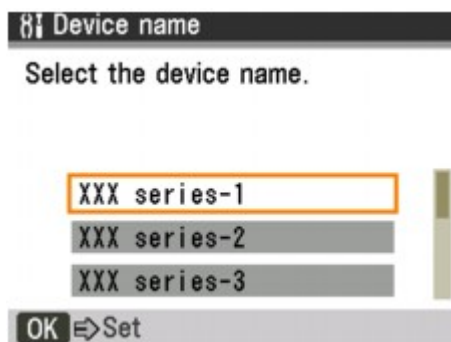 Device name
Select the device name.
XXX series-1
XXX series-2
XXX series-3
OK ⇨Set